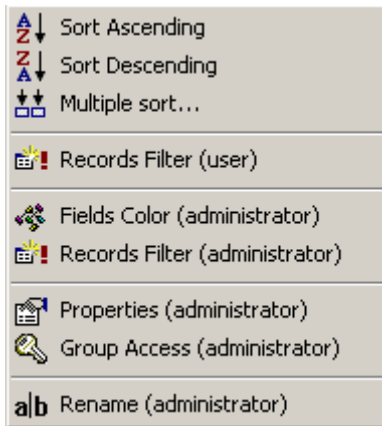 Sort Ascending
Sort Descending
Multiple sort...
Records Filter (user)
Fields Color (administrator)
Records Filter (administrator)
Properties (administrator)
Group Access (administrator)
a|b Rename (administrator)